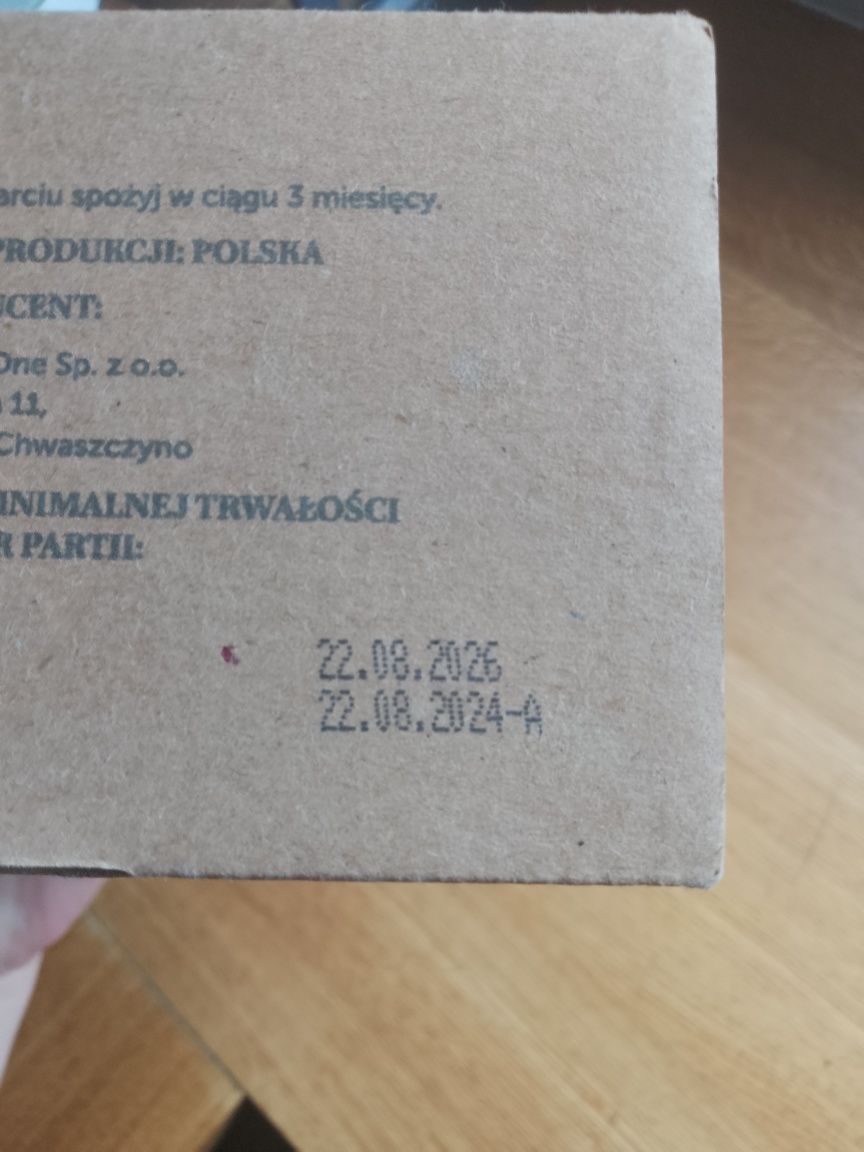 arciu spożyj w ciągu 3 miesięcy.
PRODUKCJI: POLSKA
UCENT:
One Sp. z o.o.
11,
Chwaszczyno
INIMALNEJ TRWAŁOŚCI
R PARTII:
22.08.2026
22.08.2024-A